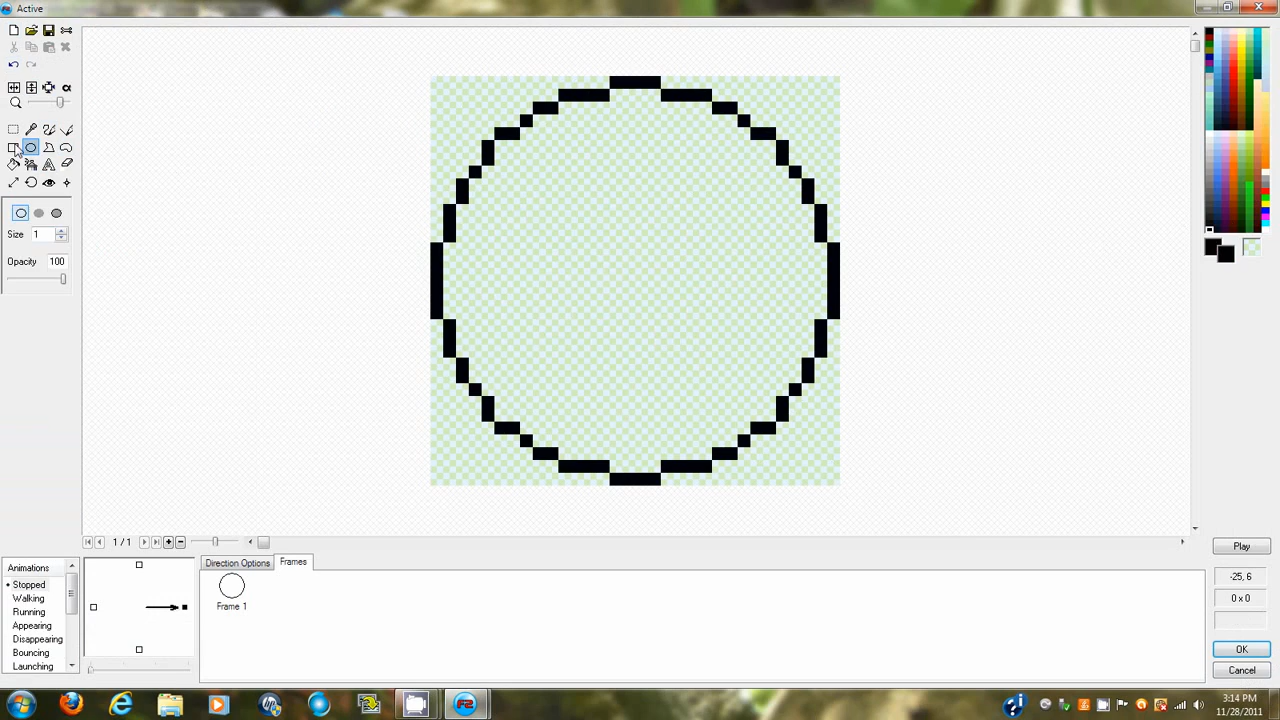 Active
Size 1
Opacity 100
1 / 1
Animations
Stopped
Walking
Running
Appearing
Disappearing
Bouncing
Launching
Direction Options
Frames
Frame 1
Play
-25, 6
0 x 0
OK
Cancel
3:14 PM
11/28/2011